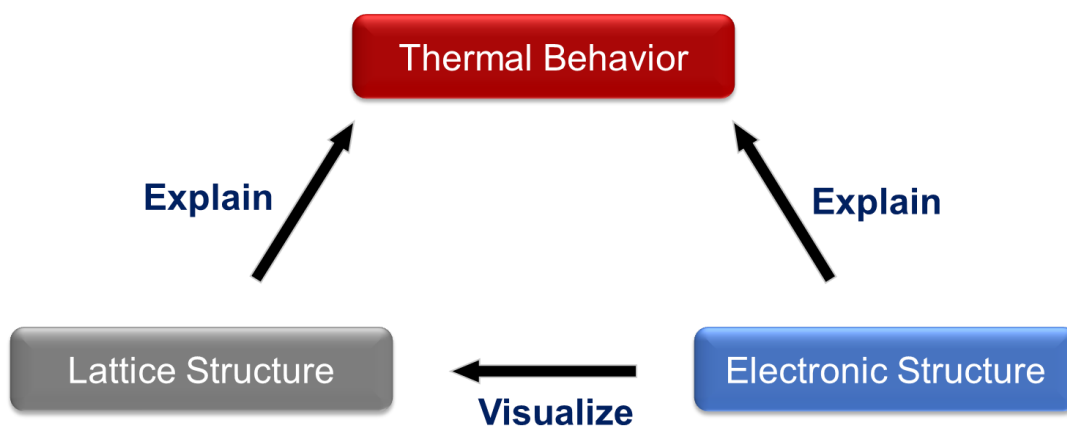 Thermal Behavior
Explain
Explain
Lattice Structure
Electronic Structure
Visualize